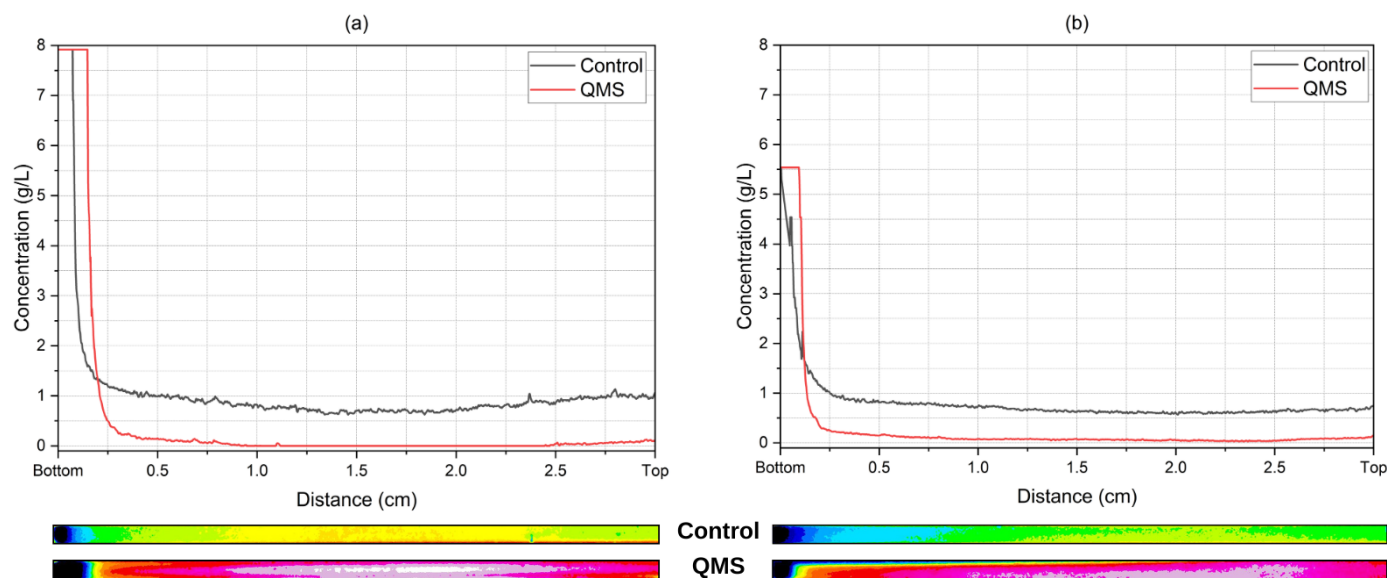 (a)
8
7
6
5
4
3
2
1
0
Concentration (g/L)
Control
QMS
Bottom 0.5 1.0 1.5 2.0 2.5 Top
Distance (cm)
(b)
8
7
6
5
4
3
2
1
0
Concentration (g/L)
Control
QMS
Bottom 0.5 1.0 1.5 2.0 2.5 Top
Distance (cm)
Control
QMS